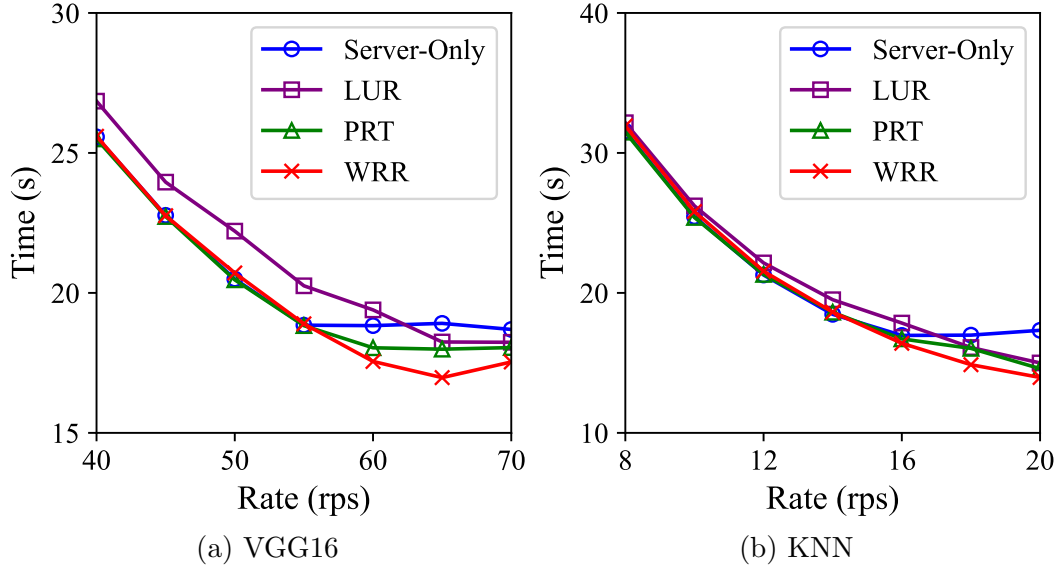 30
25
20
15
Time (s)
Server-Only
LUR
PRT
WRR
40
50
60
70
Rate (rps)
(a) VGG16
40
30
20
10
Time (s)
Server-Only
LUR
PRT
WRR
8
12
16
20
Rate (rps)
(b) KNN